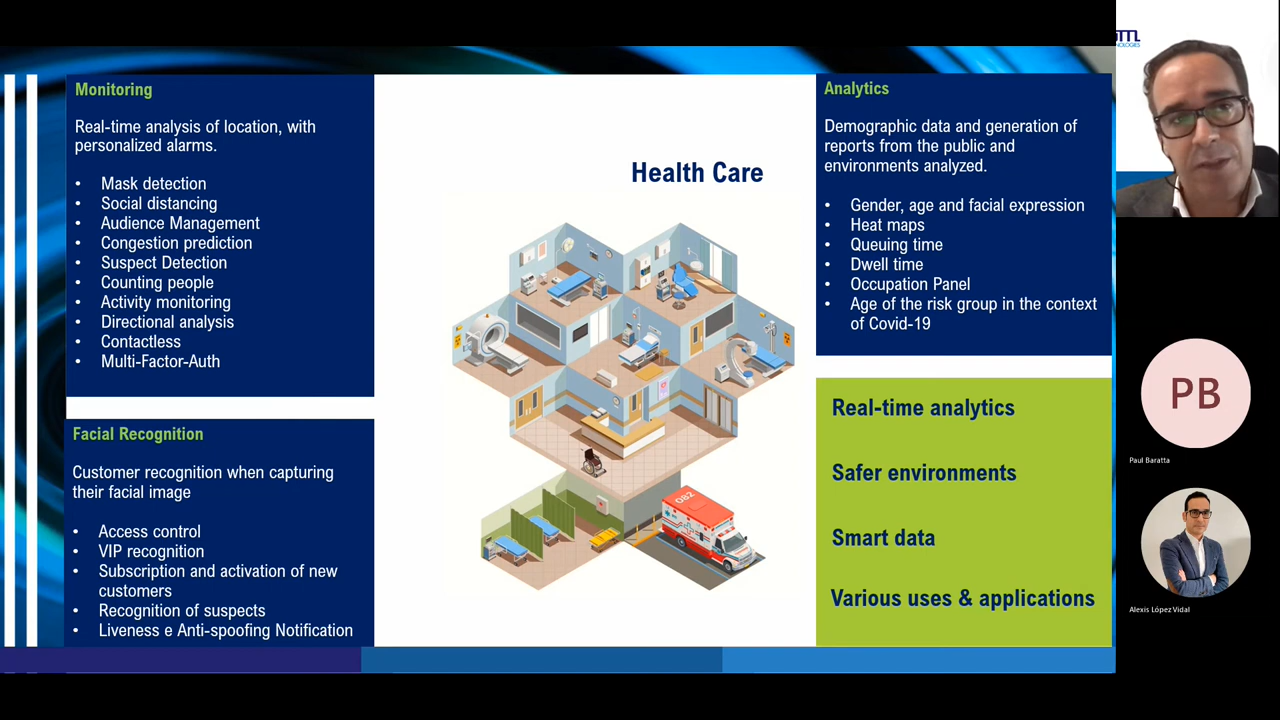 Monitoring
Real-time analysis of location, with
personalized alarms.
• Mask detection
• Social distancing
• Audience Management
• Congestion prediction
• Suspect Detection
• Counting people
• Activity monitoring
• Directional analysis
• Contactless
• Multi-Factor-Auth
Facial Recognition
Customer recognition when capturing
their facial image
• Access control
• VIP recognition
• Subscription and activation of new
customers
• Recognition of suspects
• Liveness e Anti-spoofing Notification
Health Care
082
Analytics
Demographic data and generation of
reports from the public and
environments analyzed.
• Gender, age and facial expression
• Heat maps
• Queuing time
• Dwell time
• Occupation Panel
• Age of the risk group in the context
of Covid-19
Real-time analytics
Safer environments
Smart data
Various uses & applications
PB
Paul Baratta
Alexis López Vidal